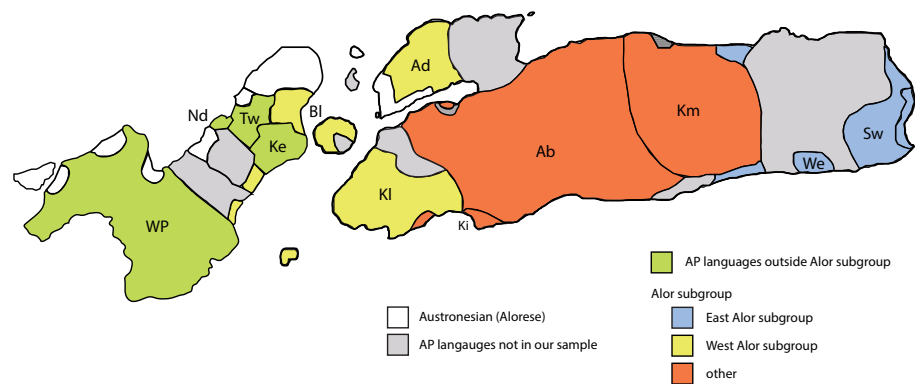 Ad
Nd
Tw
Bl
Ke
Km
Ab
Sw
We
Kl
Ki
WP
AP languages outside Alor subgroup
Alor subgroup
Austronesian (Alorese)
East Alor subgroup
AP langauges not in our sample
West Alor subgroup
other